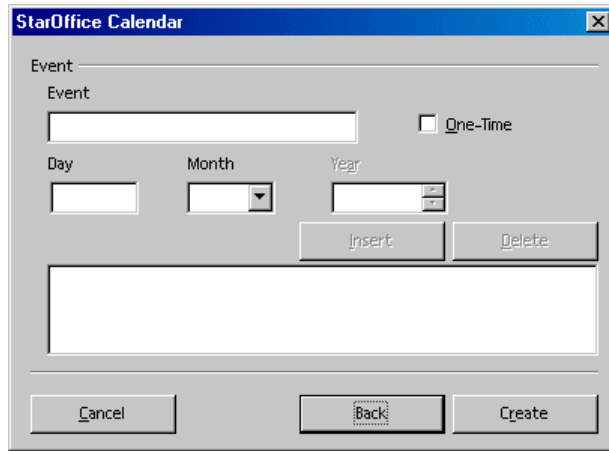 StarOffice Calendar
Event
Event
One-Time
Day Month Year
Insert Delete
Cancel Back Create